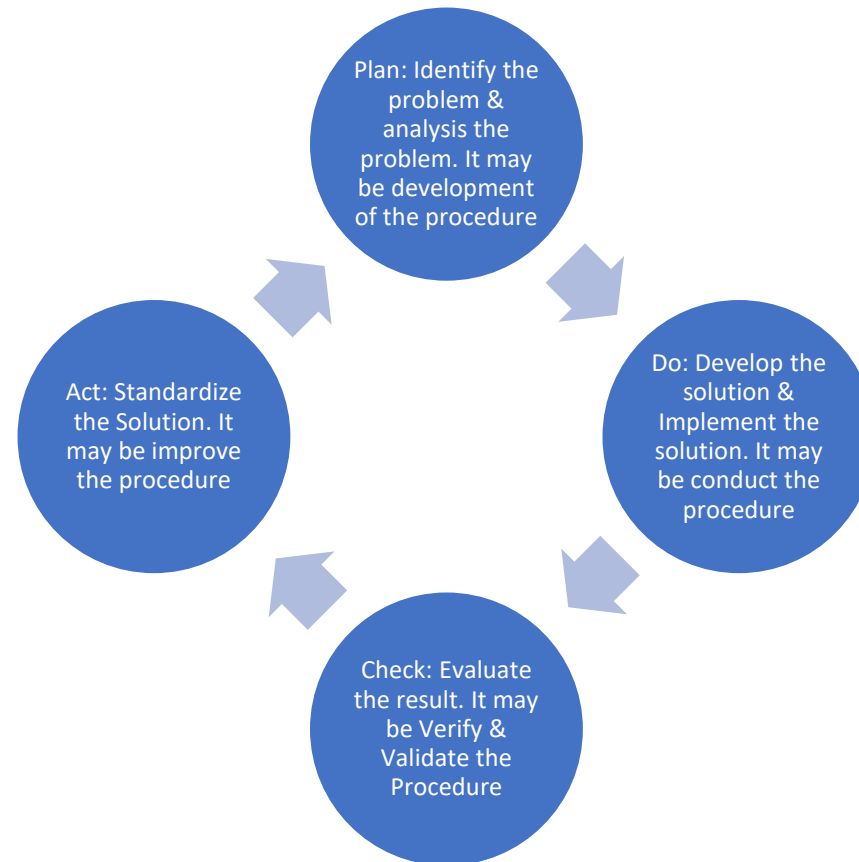 Plan: Identify the
problem &
analysis the
problem. It may
be development
of the procedure
Do: Develop the
solution &
Implement the
solution. It may
be conduct the
procedure
Check: Evaluate
the result. It may
be Verify &
Validate the
Procedure
Act: Standardize
the Solution. It
may be improve
the procedure